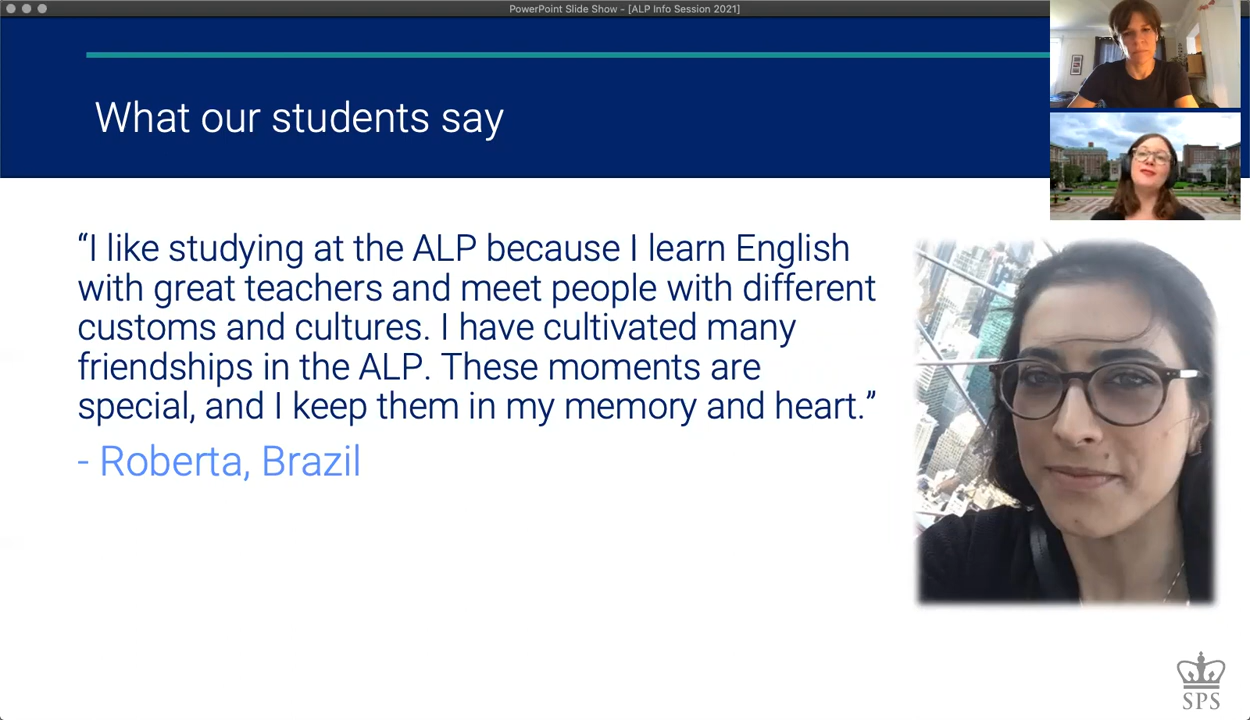 PowerPoint Slide Show - [ALP Info Session 2021]
What our students say
“I like studying at the ALP because I learn English
with great teachers and meet people with different
customs and cultures. I have cultivated many
friendships in the ALP. These moments are
special, and I keep them in my memory and heart.”
- Roberta, Brazil
SPS